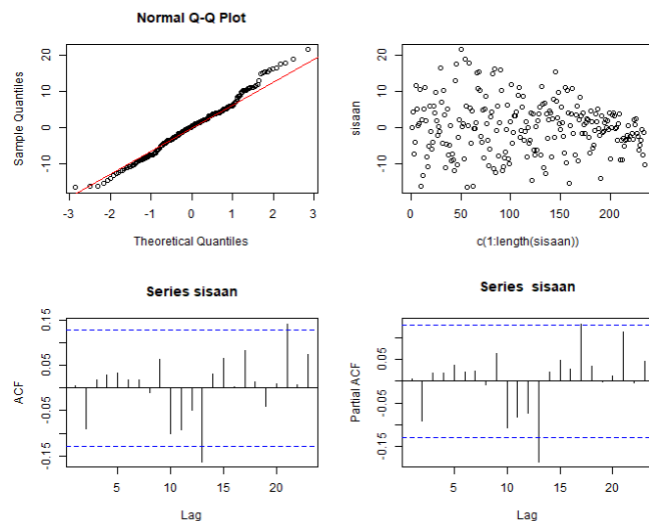 Normal Q-Q Plot
Sample Quantiles
-10 0 10 20
-3 -2 -1 0 1 2 3
Theoretical Quantiles
sisaan
-10 0 10 20
0 50 100 150 200
c(1:length(sisaan))
Series sisaan
ACF
-0.15 -0.05 0.05 0.15
5 10 15 20
Lag
Series sisaan
Partial ACF
-0.15 -0.05 0.05
5 10 15 20
Lag